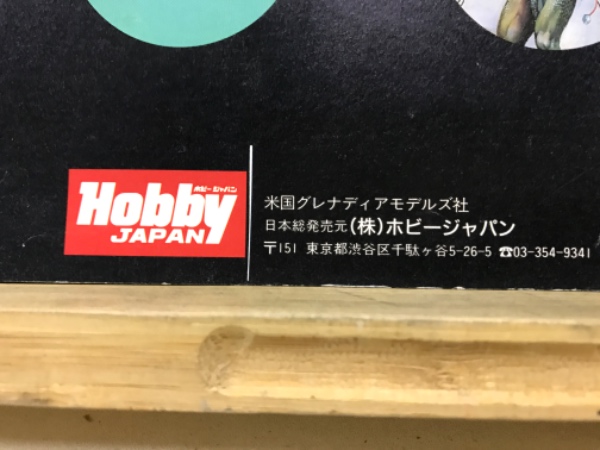 ホビージャパン
Hobby
JAPAN
米国グレナディアモデルズ社
日本総発売元(株)ホビージャパン
〒151 東京都渋谷区千駄ヶ谷5-26-5 ☎03-354-9341